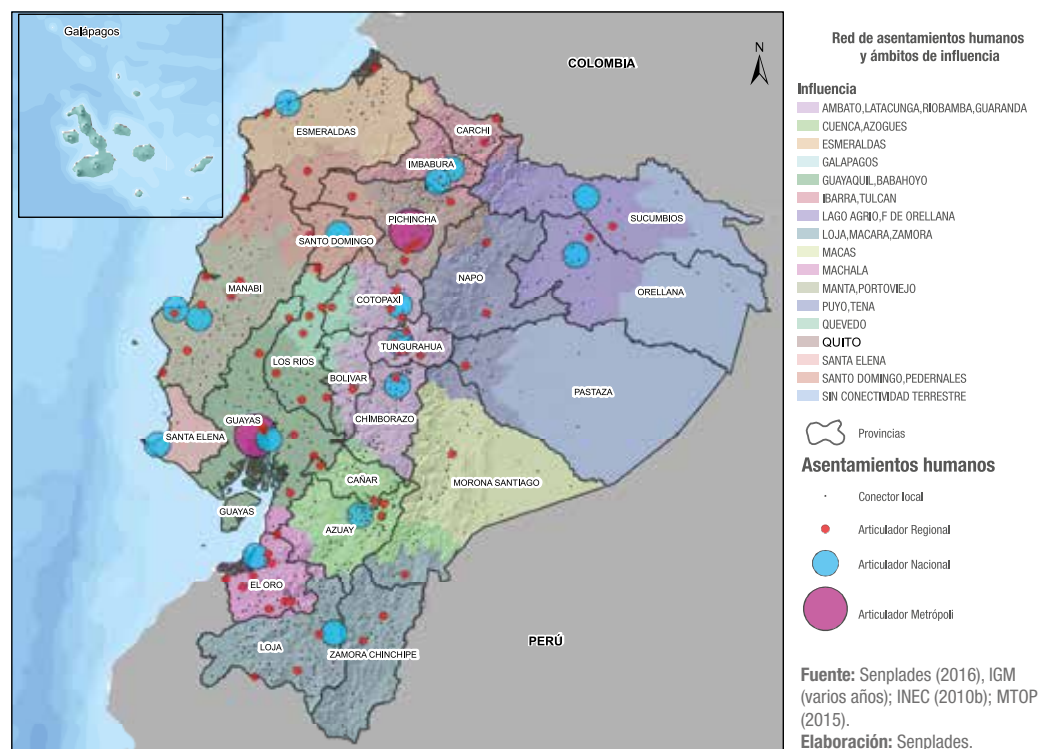 Galápagos
N
COLOMBIA
ESMERALDAS
CARCHI
IMBABURA
SUCUMBIOS
PICHINCHA
SANTO DOMINGO
NAPO
ORELLANA
MANABI
COTOPAXI
TUNGURAHUA
LOS RÍOS
BOLIVAR
PASTAZA
CHIMBORAZO
GUAYAS
SANTA ELENA
CAÑAR
MORONA SANTIAGO
GUAYAS
AZUAY
EL ORO
LOJA
ZAMORA CHINCHIPE
PERÚ
Red de asentamientos humanos
y ámbitos de influencia
Influencia
AMBATO,LATACUNGA,RIOBAMBA,GUARANDA
CUENCA,AZOGUES
ESMERALDAS
GALAPAGOS
GUAYAQUIL,BABAHOYO
IBARRA,TULCAN
LAGO AGRIO,F DE ORELLANA
LOJA,MACARA,ZAMORA
MACAS
MACHALA
MANTA,PORTOVIEJO
PUYO,TENA
QUEVEDO
QUITO
SANTA ELENA
SANTO DOMINGO,PEDERNALES
SIN CONECTIVIDAD TERRESTRE
Provincias
Asentamientos humanos
Conector local
Articulador Regional
Articulador Nacional
Articulador Metrópoli
Fuente: Senplades (2016), IGM
(varios años); INEC (2010b); MTOP
(2015).
Elaboración: Senplades.